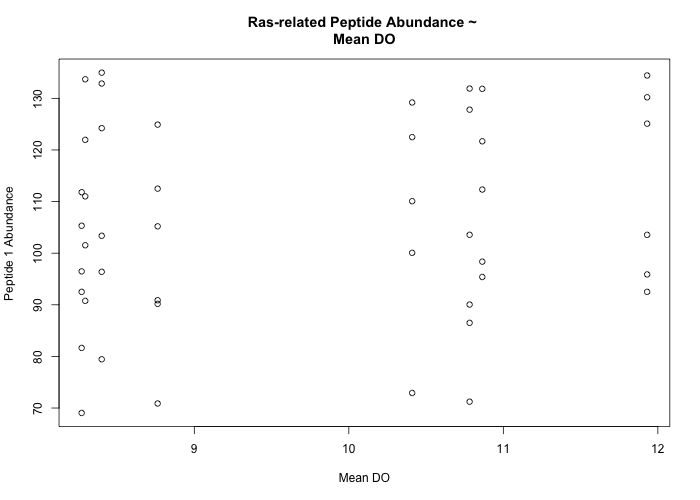 Ras-related Peptide Abundance ~
Mean DO
Peptide 1 Abundance
130
120
110
100
90
80
70
9 10 11 12
Mean DO